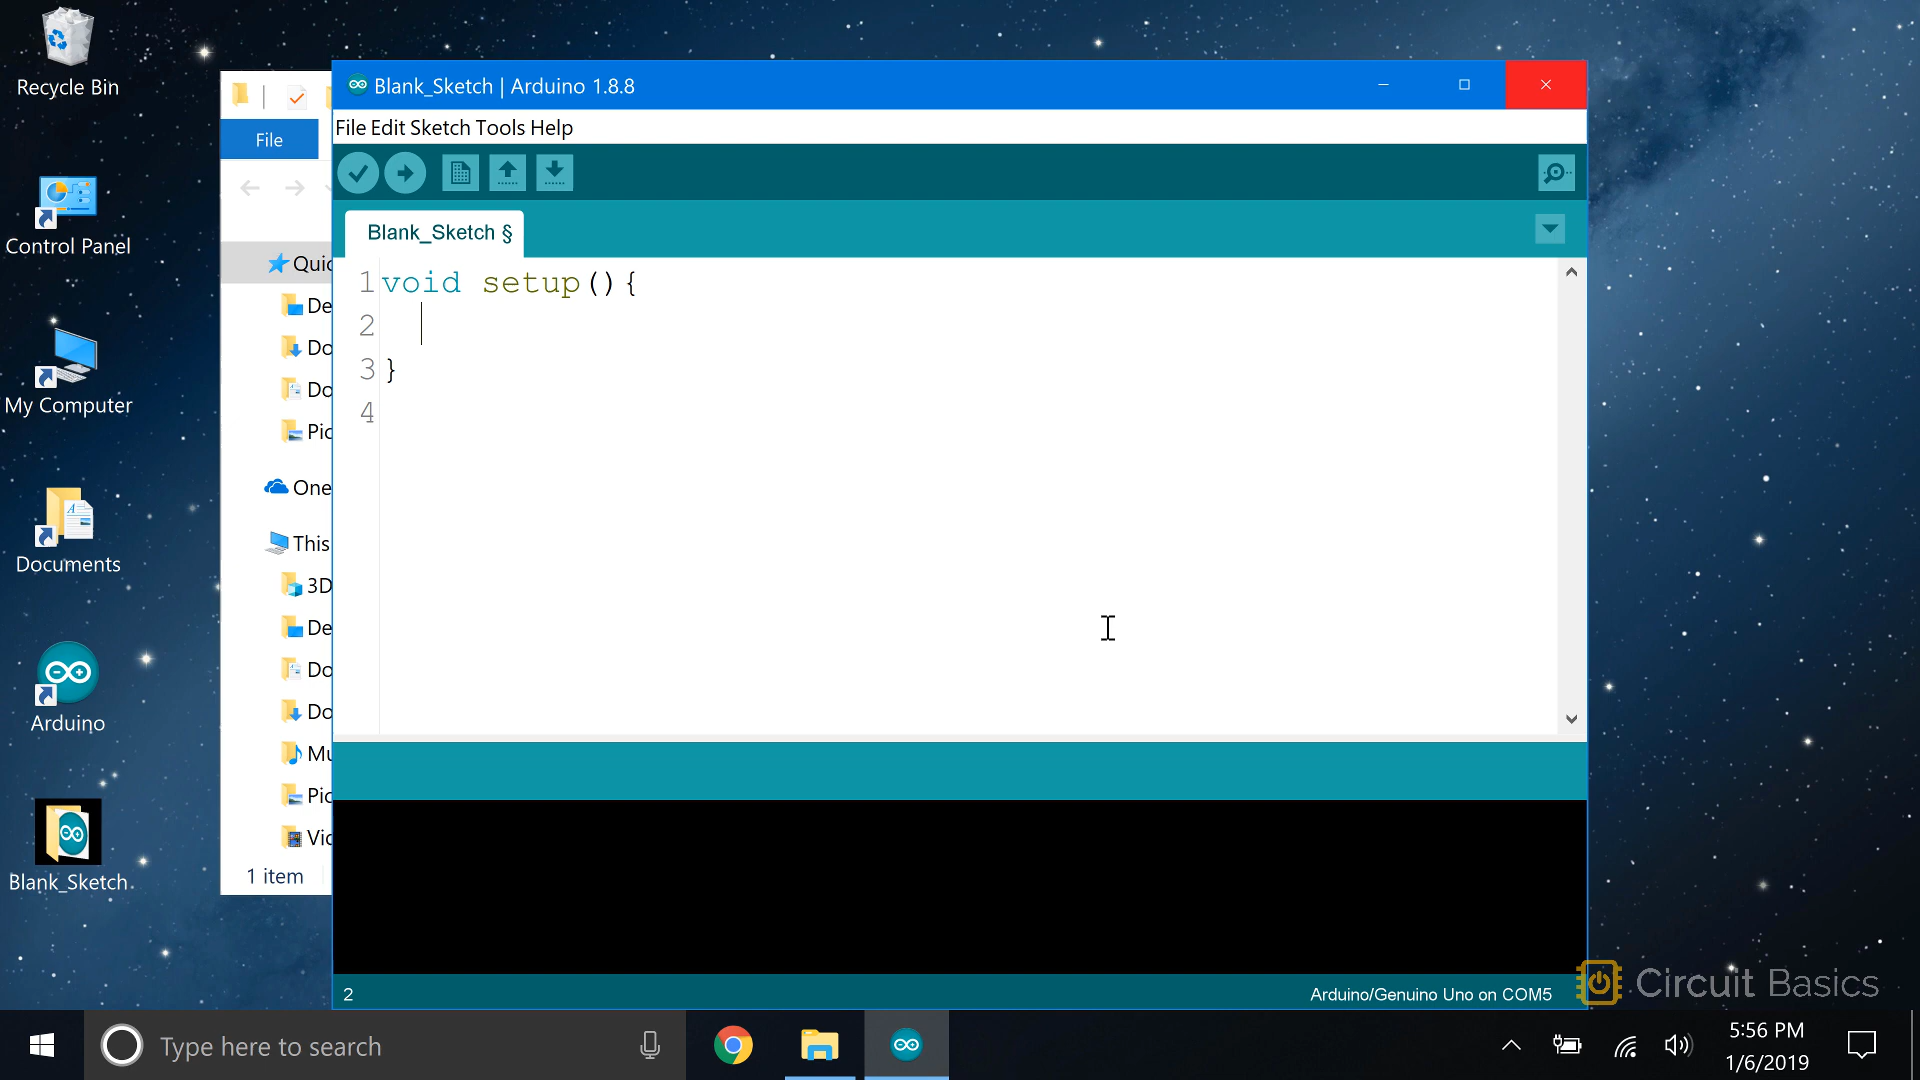 Recycle Bin
Control Panel
My Computer
Documents
Arduino
Blank_Sketch
File
Quic
De
Do
Do
Pic
One
This
3D
De
Do
Do
Mu
Pic
Vic
1 item
Blank_Sketch | Arduino 1.8.8
File Edit Sketch Tools Help
Blank_Sketch §
1 void setup(){
2
3 }
4
2
Arduino/Genuino Uno on COM5
Circuit Basics
Type here to search
5:56 PM
1/6/2019